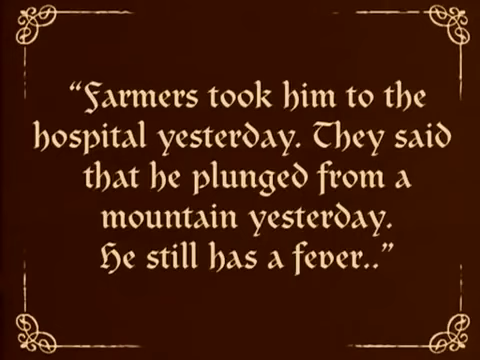 “Farmers took him to the
hospital yesterday. They said
that he plunged from a
mountain yesterday.
He still has a fever..”